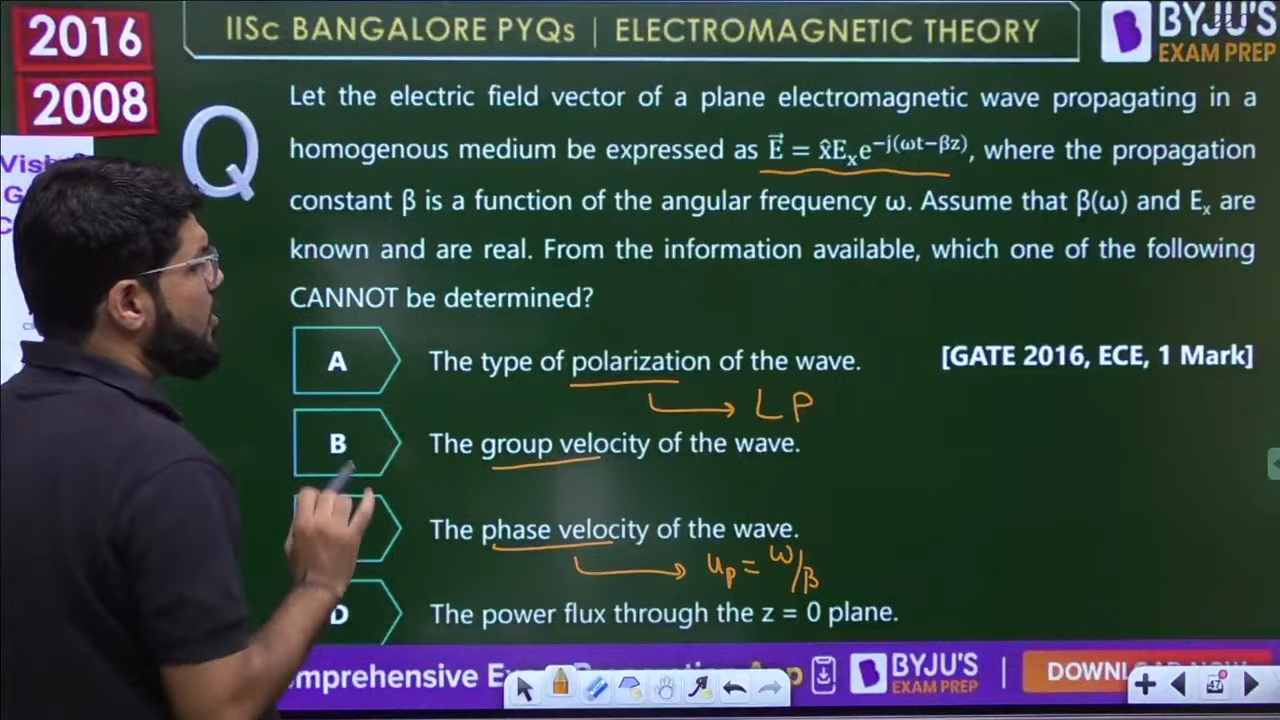 2016
2008
IISc BANGALORE PYQs | ELECTROMAGNETIC THEORY
BYJU'S
EXAM PREP
Q
Let the electric field vector of a plane electromagnetic wave propagating in a
homogenous medium be expressed as E⃗ = x̂Eₓe^{-j(ωt-βz)}, where the propagation
constant β is a function of the angular frequency ω. Assume that β(ω) and Eₓ are
known and are real. From the information available, which one of the following
CANNOT be determined?
A The type of polarization of the wave. [GATE 2016, ECE, 1 Mark]
LP
B The group velocity of the wave.
The phase velocity of the wave.
u_p = ω/β
D The power flux through the z = 0 plane.
BYJU'S
EXAM PREP